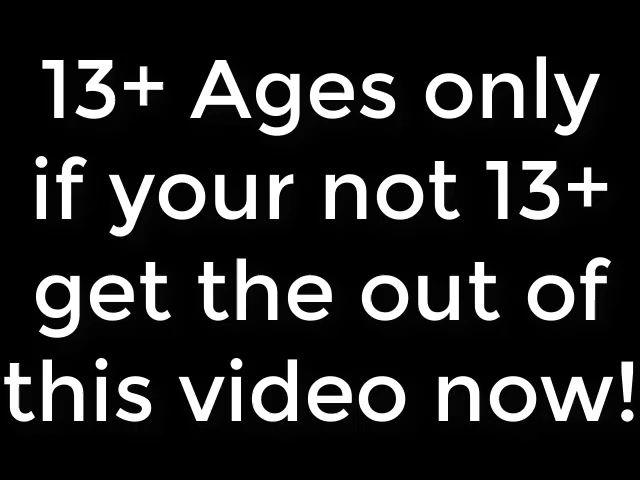 13+ Ages only
if your not 13+
get the out of
this video now!